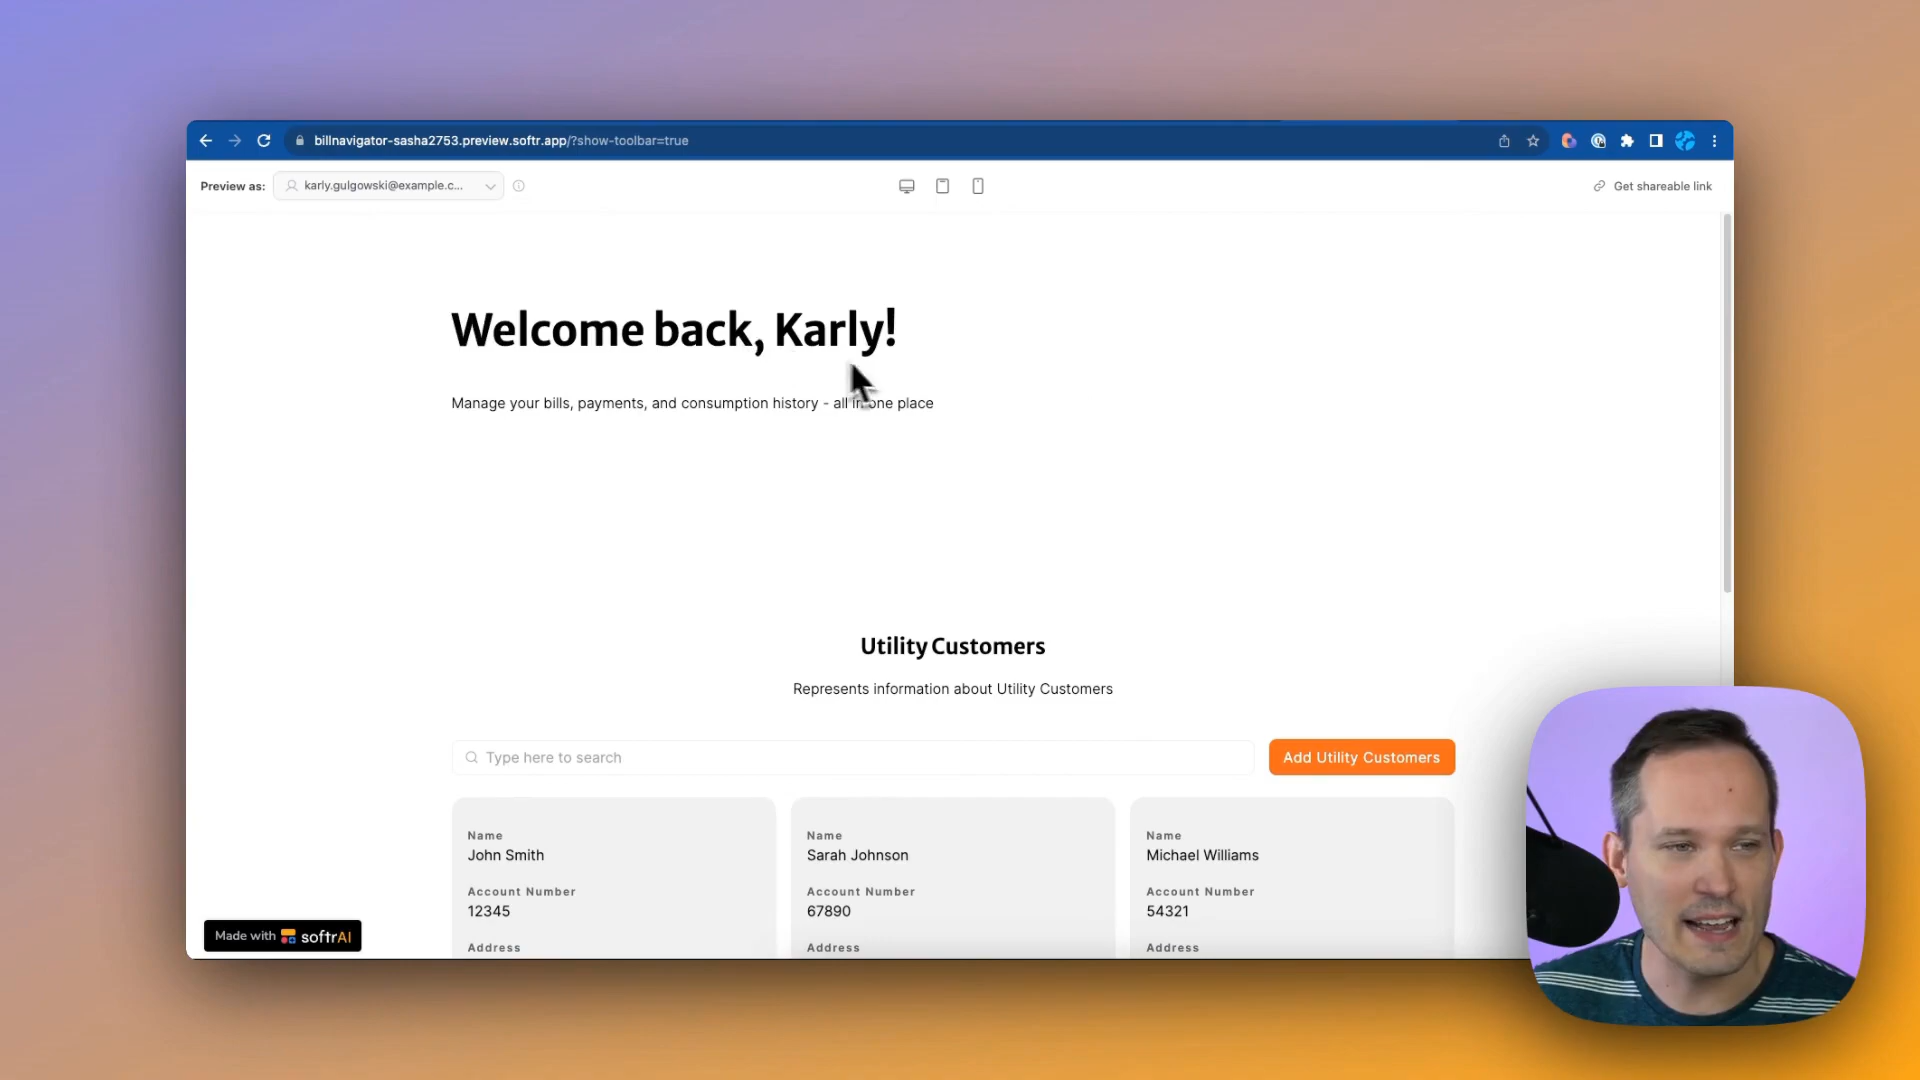 billnavigator-sasha2753.preview.softr.app/?show-toolbar=true
Preview as: karly.gulgowski@example.c...
Get shareable link
Welcome back, Karly!
Manage your bills, payments, and consumption history - all in one place
Utility Customers
Represents information about Utility Customers
Type here to search
Add Utility Customers
Name
John Smith
Account Number
12345
Address
Name
Sarah Johnson
Account Number
67890
Address
Name
Michael Williams
Account Number
54321
Address
Made with softrAI